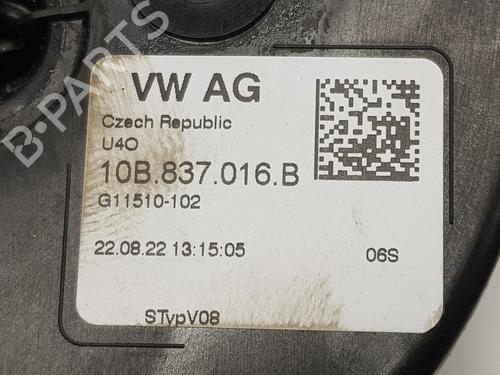 B-PARTS
VW AG
Czech Republic
U4O
10B.837.016.B
G11510-102
22.08.22 13:15:05
06S
STypV08